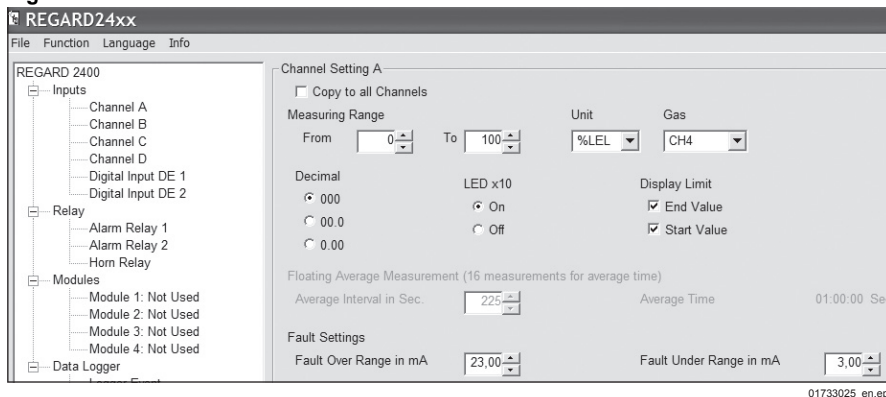 REGARD24xx
File Function Language Info
REGARD 2400
Inputs
Channel A
Channel B
Channel C
Channel D
Digital Input DE 1
Digital Input DE 2
Relay
Alarm Relay 1
Alarm Relay 2
Horn Relay
Modules
Module 1: Not Used
Module 2: Not Used
Module 3: Not Used
Module 4: Not Used
Data Logger
Channel Setting A
Copy to all Channels
Measuring Range Unit Gas
From 0 To 100 %LEL CH4
Decimal LED x10 Display Limit
000 On End Value
00.0 Off Start Value
0.00
Floating Average Measurement (16 measurements for average time)
Average Interval in Sec. 225 Average Time 01:00:00 Se
Fault Settings
Fault Over Range in mA 23,00 Fault Under Range in mA 3,00
01733025_en.ep